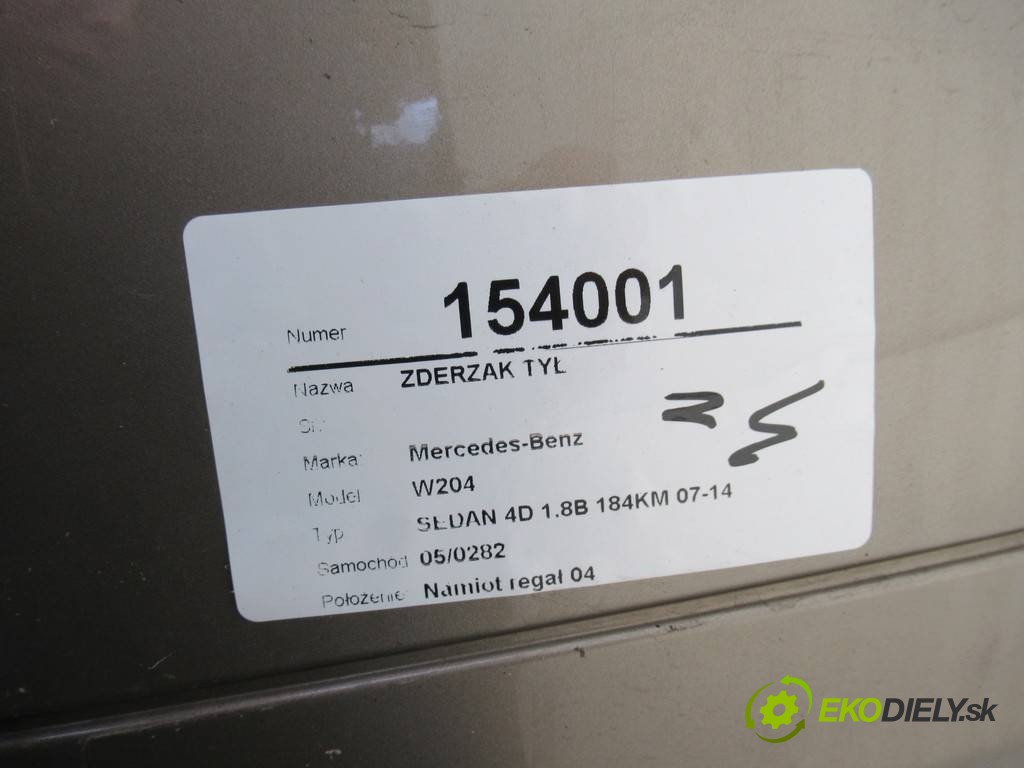 Numer 154001
Nazwa ZDERZAK TYŁ
Marka: Mercedes-Benz
Model W204
Typ SEDAN 4D 1.8B 184KM 07-14
Samochód 05/0282
Położenie Namiot regał 04
EKODIELY.sk